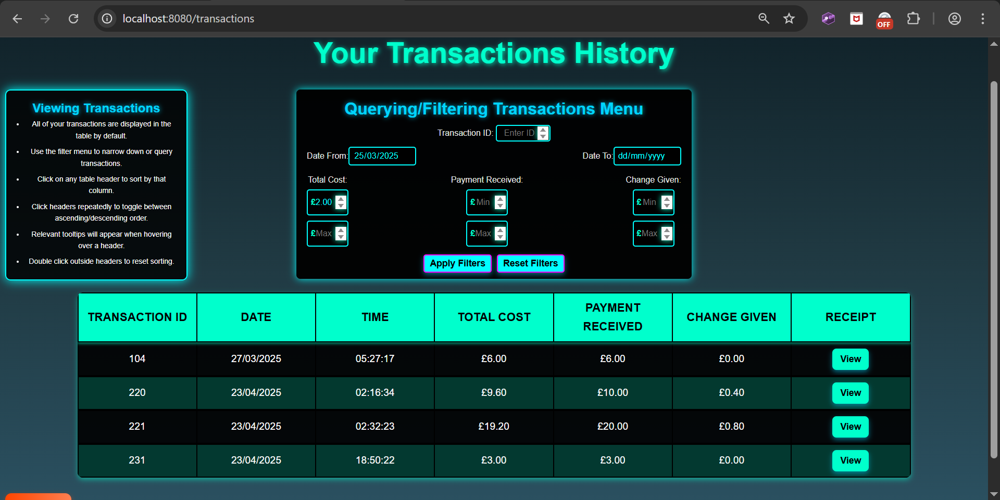 localhost:8080/transactions
OFF
Your Transactions History
Viewing Transactions
• All of your transactions are displayed in the
table by default.
• Use the filter menu to narrow down or query
transactions.
• Click on any table header to sort by that
column.
• Click headers repeatedly to toggle between
ascending/descending order.
• Relevant tooltips will appear when hovering
over a header.
• Double click outside headers to reset sorting.
Querying/Filtering Transactions Menu
Transaction ID: Enter ID
Date From: 25/03/2025 Date To: dd/mm/yyyy
Total Cost: Payment Received: Change Given:
£2.00 £ Min £ Min
£Max £Max £Max
Apply Filters Reset Filters
TRANSACTION ID DATE TIME TOTAL COST PAYMENT RECEIVED CHANGE GIVEN RECEIPT
104 27/03/2025 05:27:17 £6.00 £6.00 £0.00 View
220 23/04/2025 02:16:34 £9.60 £10.00 £0.40 View
221 23/04/2025 02:32:23 £19.20 £20.00 £0.80 View
231 23/04/2025 18:50:22 £3.00 £3.00 £0.00 View